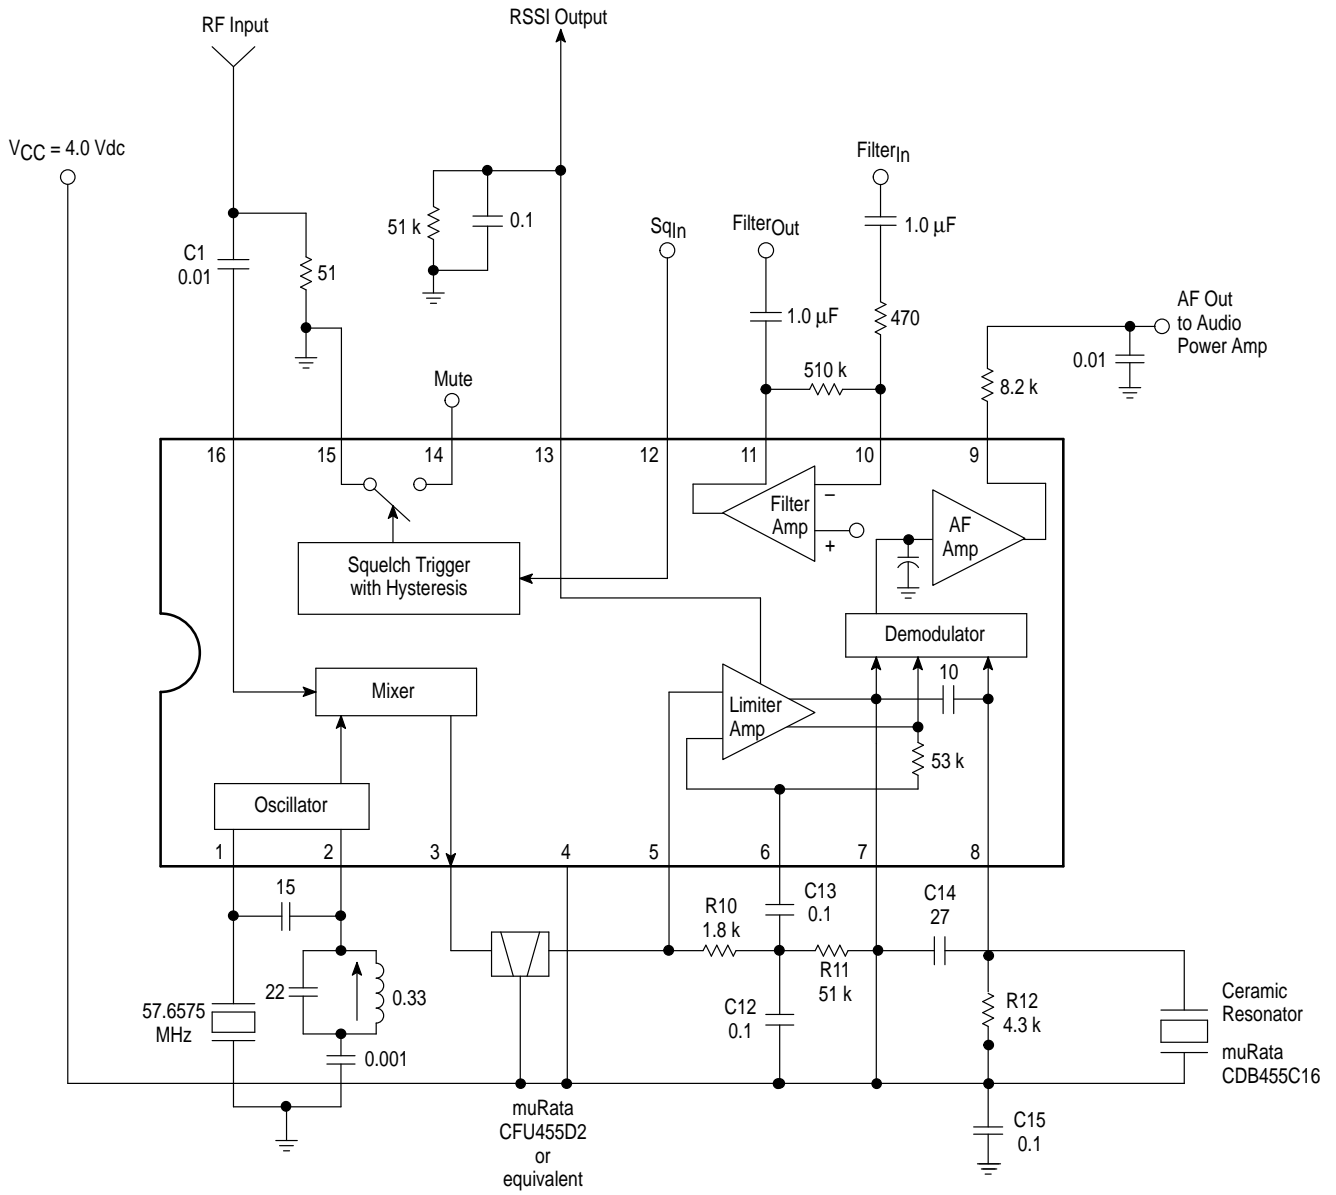 RF Input
RSSI Output
VCC = 4.0 Vdc
FilterIn
C1
0.01
51
51 k
0.1
SqIn
FilterOut
1.0 µF
1.0 µF
470
AF Out
to Audio
Power Amp
0.01
Mute
510 k
8.2 k
16
15
14
13
12
11
10
9
Filter
Amp
–
+
AF
Amp
Squelch Trigger
with Hysteresis
Demodulator
Mixer
10
Limiter
Amp
53 k
Oscillator
1
2
3
4
5
6
7
8
15
R10
1.8 k
C13
0.1
C14
27
22
0.33
57.6575
MHz
0.001
R11
51 k
C12
0.1
R12
4.3 k
Ceramic
Resonator
muRata
CDB455C16
muRata
CFU455D2
or
equivalent
C15
0.1